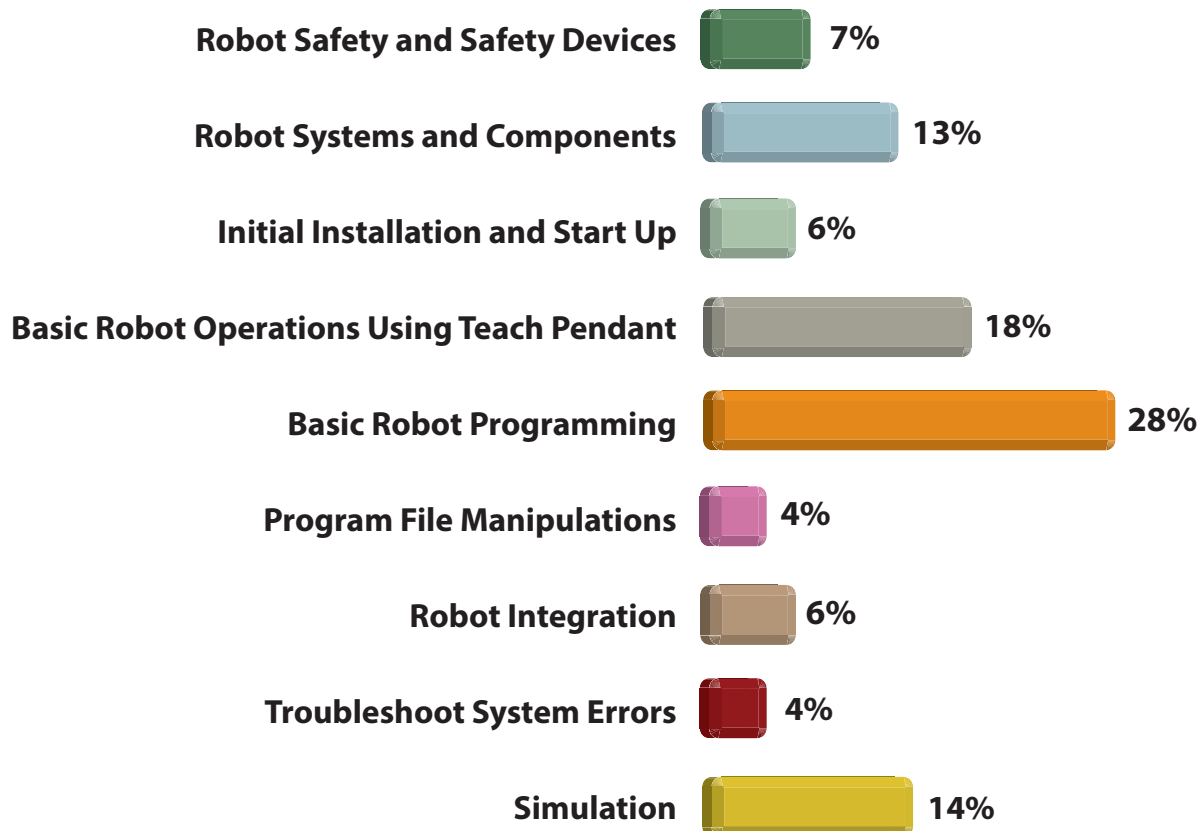 Robot Safety and Safety Devices 7%
Robot Systems and Components 13%
Initial Installation and Start Up 6%
Basic Robot Operations Using Teach Pendant 18%
Basic Robot Programming 28%
Program File Manipulations 4%
Robot Integration 6%
Troubleshoot System Errors 4%
Simulation 14%